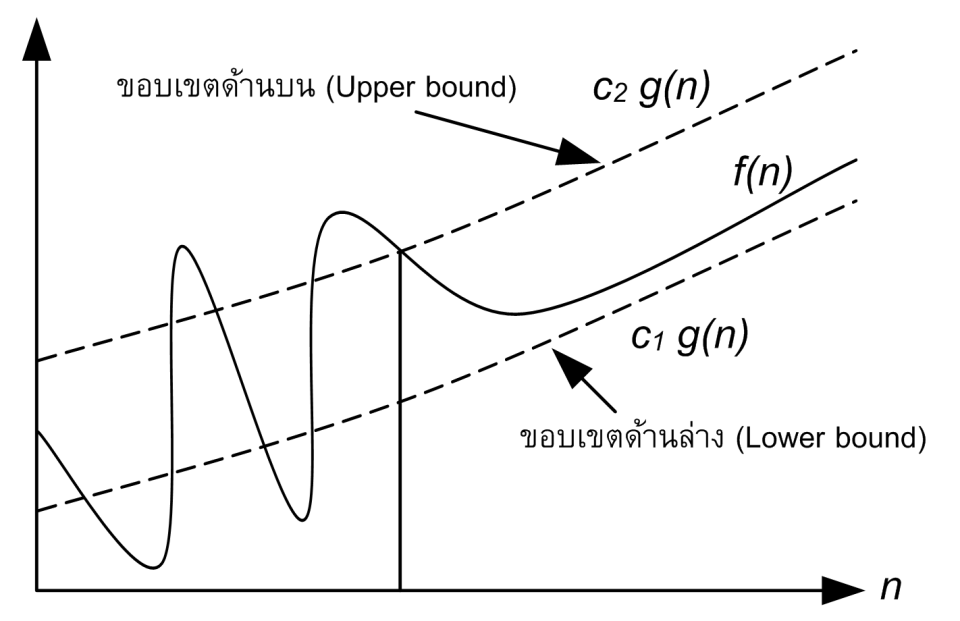 ขอบเขตด้านบน (Upper bound)
c₂ g(n)
f(n)
c₁ g(n)
ขอบเขตด้านล่าง (Lower bound)
n